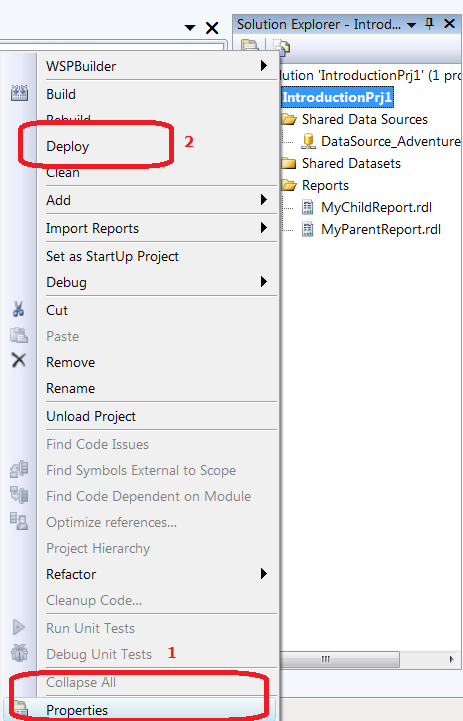 Solution Explorer - Introd...
WSPBuilder
Build
Rebuild
Deploy
2
Clean
Add
Import Reports
Set as StartUp Project
Debug
Cut
Paste
Remove
Rename
Unload Project
Find Code Issues
Find Symbols External to Scope
Find Code Dependent on Module
Optimize references...
Project Hierarchy
Refactor
Cleanup Code...
Run Unit Tests
Debug Unit Tests
1
Collapse All
Properties
lution 'IntroductionPrj1' (1 pro
IntroductionPrj1
Shared Data Sources
DataSource_Adventure
Shared Datasets
Reports
MyChildReport.rdl
MyParentReport.rdl